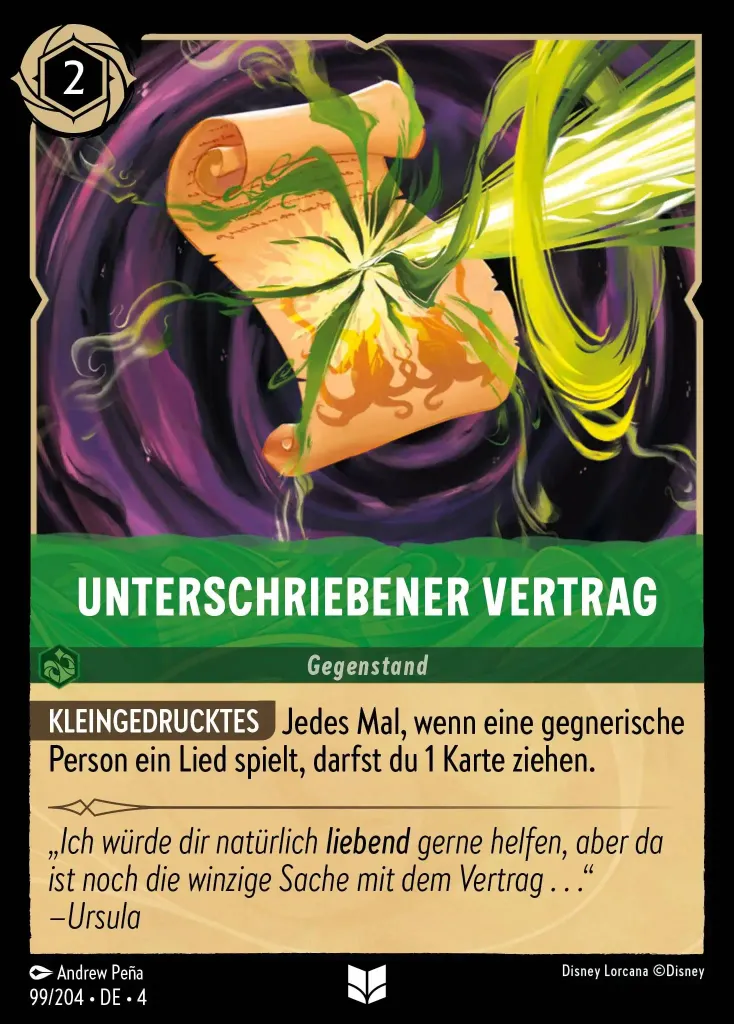 2
UNTERSCHRIEBENER VERTRAG
Gegenstand
KLEINGEDRUCKTES Jedes Mal, wenn eine gegnerische
Person ein Lied spielt, darfst du 1 Karte ziehen.
„Ich würde dir natürlich liebend gerne helfen, aber da
ist noch die winzige Sache mit dem Vertrag . . .“
–Ursula
Andrew Peña
Disney Lorcana ©Disney
99/204 • DE • 4